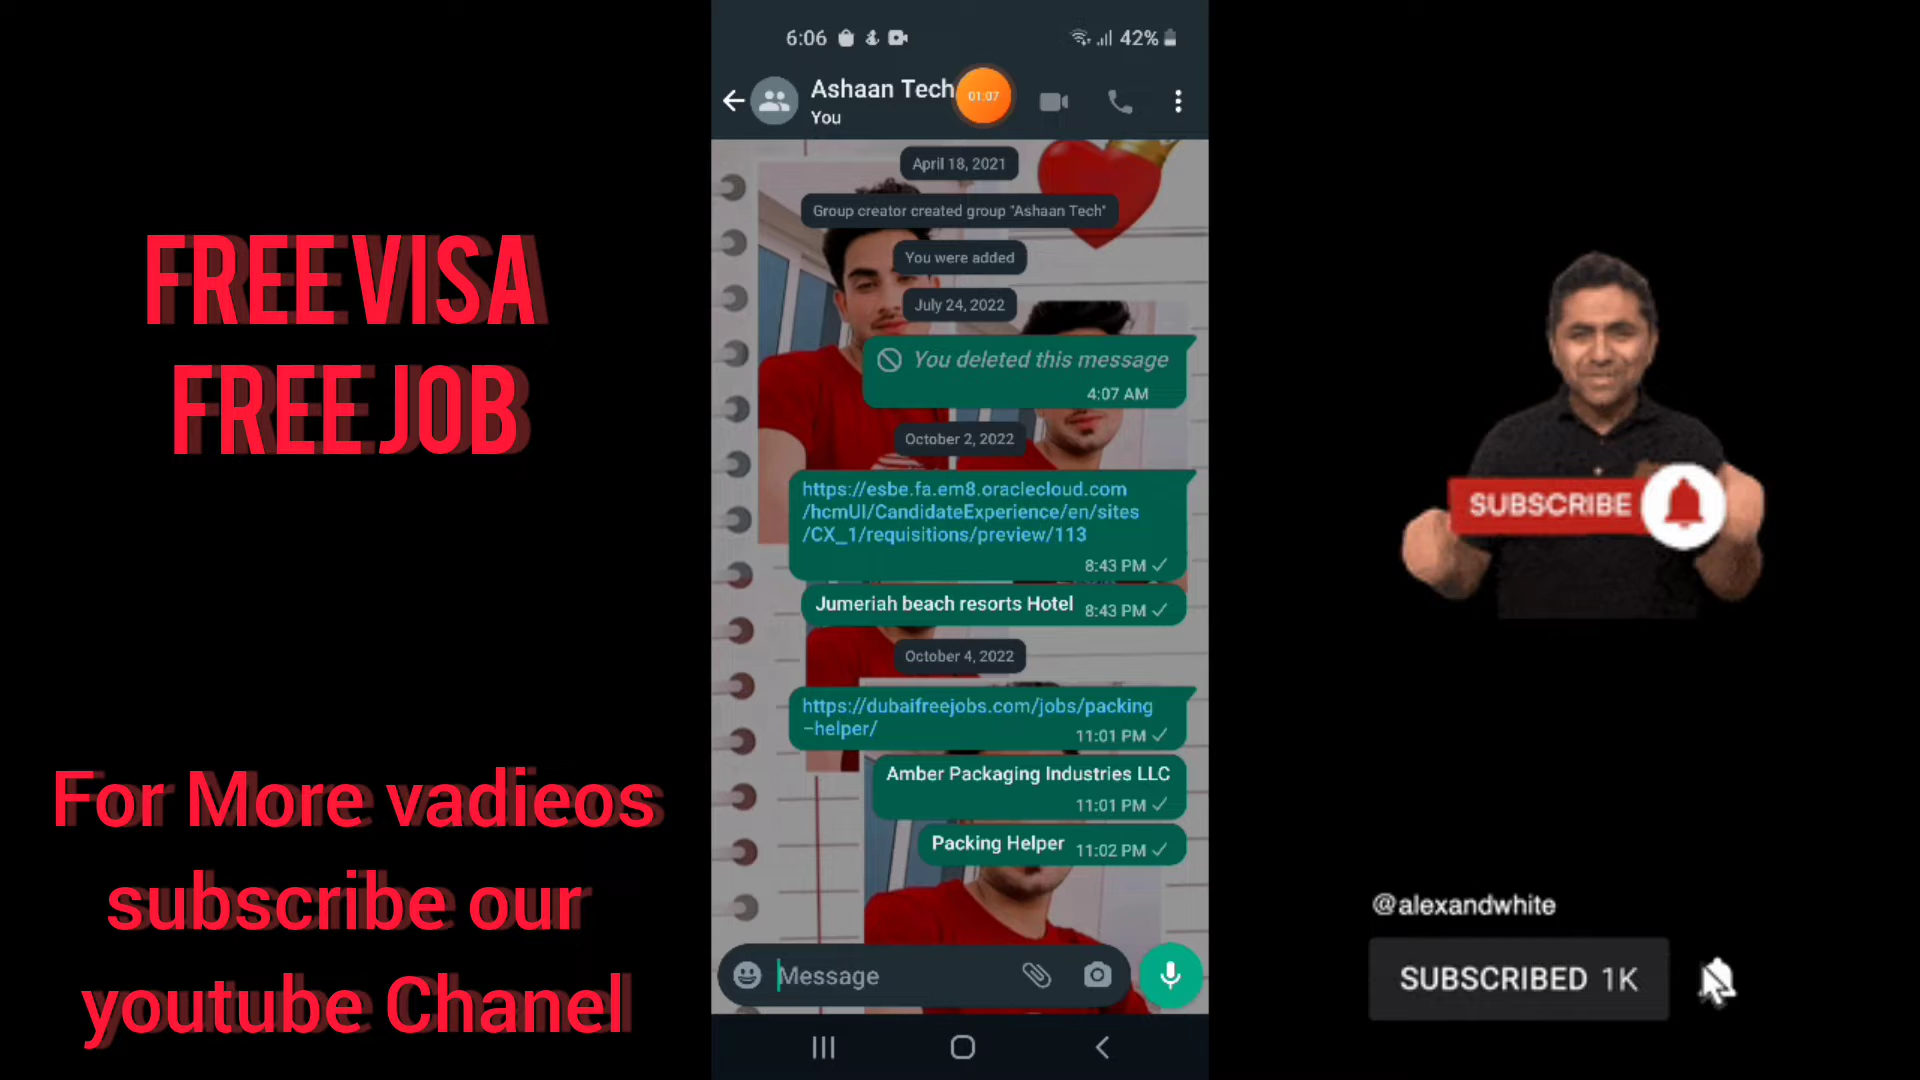 FREE VISA
FREE JOB
For More vadieos
subscribe our
youtube Chanel
6:06
42%
Ashaan Tech
01:07
You
April 18, 2021
Group creator created group "Ashaan Tech"
You were added
July 24, 2022
You deleted this message
4:07 AM
October 2, 2022
https://esbe.fa.em8.oraclecloud.com
/hcmUI/CandidateExperience/en/sites
/CX_1/requisitions/preview/113
8:43 PM
Jumeriah beach resorts Hotel 8:43 PM
October 4, 2022
https://dubaifreejobs.com/jobs/packing
-helper/
11:01 PM
Amber Packaging Industries LLC
11:01 PM
Packing Helper 11:02 PM
Message
SUBSCRIBE
@alexandwhite
SUBSCRIBED 1K